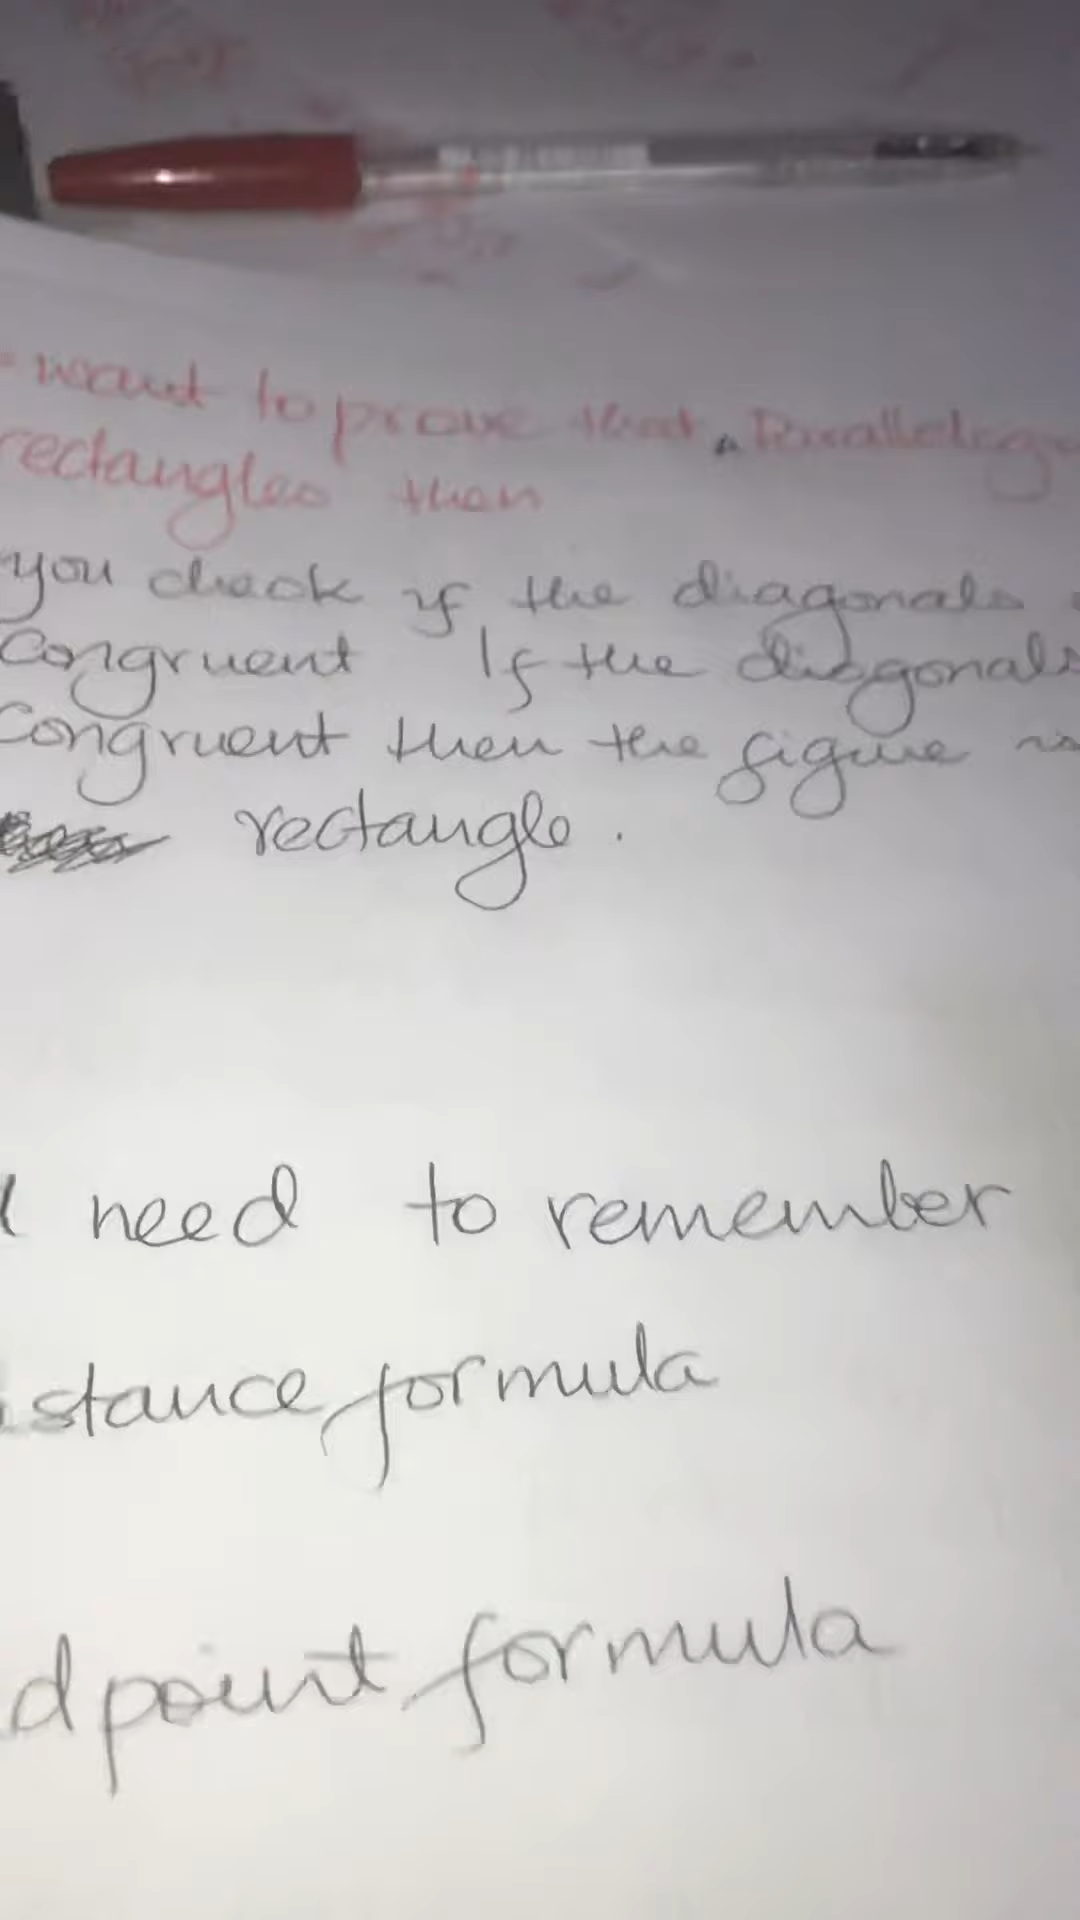 want to prove that a Parallelog
rectangles then
you check if the diagonals
Congruent If the diagonals
Congruent then the figure is
rectangle.
need to remember
stance formula
dpoint formula